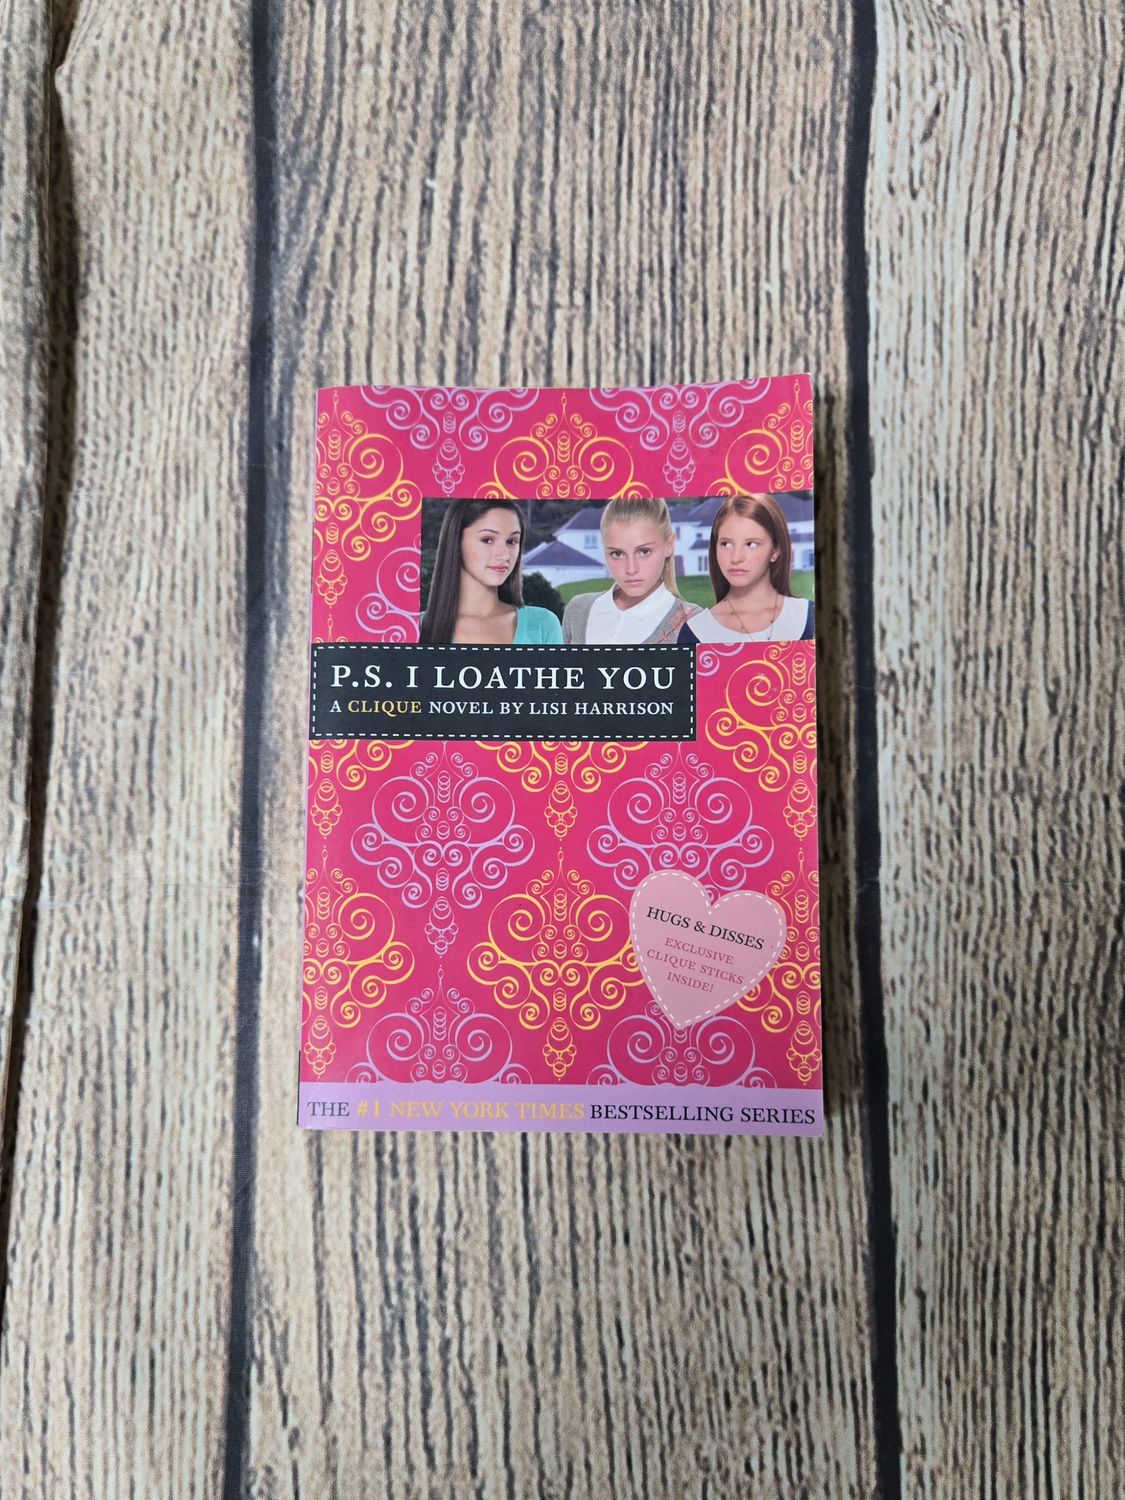 P.S. I LOATHE YOU
A CLIQUE NOVEL BY LISI HARRISON
HUGS & DISSES
EXCLUSIVE
CLIQUE STICKS
INSIDE!
THE #1 NEW YORK TIMES BESTSELLING SERIES